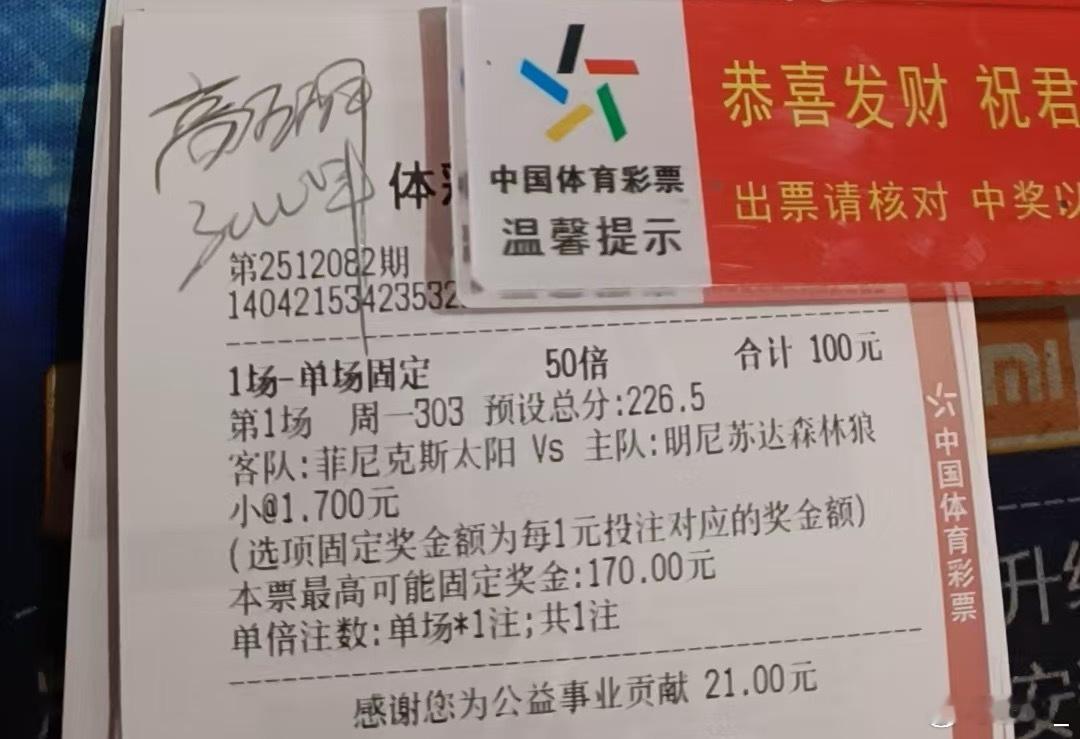 体彩
第2512082期
14042153423532
1场-单场固定 50倍 合计 100元
第1场 周一303 预设总分:226.5
客队:菲尼克斯太阳 Vs 主队:明尼苏达森林狼
小@1.700元
(选项固定奖金额为每1元投注对应的奖金额)
本票最高可能固定奖金:170.00元
单倍注数:单场*1注;共1注
感谢您为公益事业贡献 21.00元
中国体育彩票
温馨提示
恭喜发财 祝君
出票请核对 中奖以
中国体育彩票
mi
升级
安